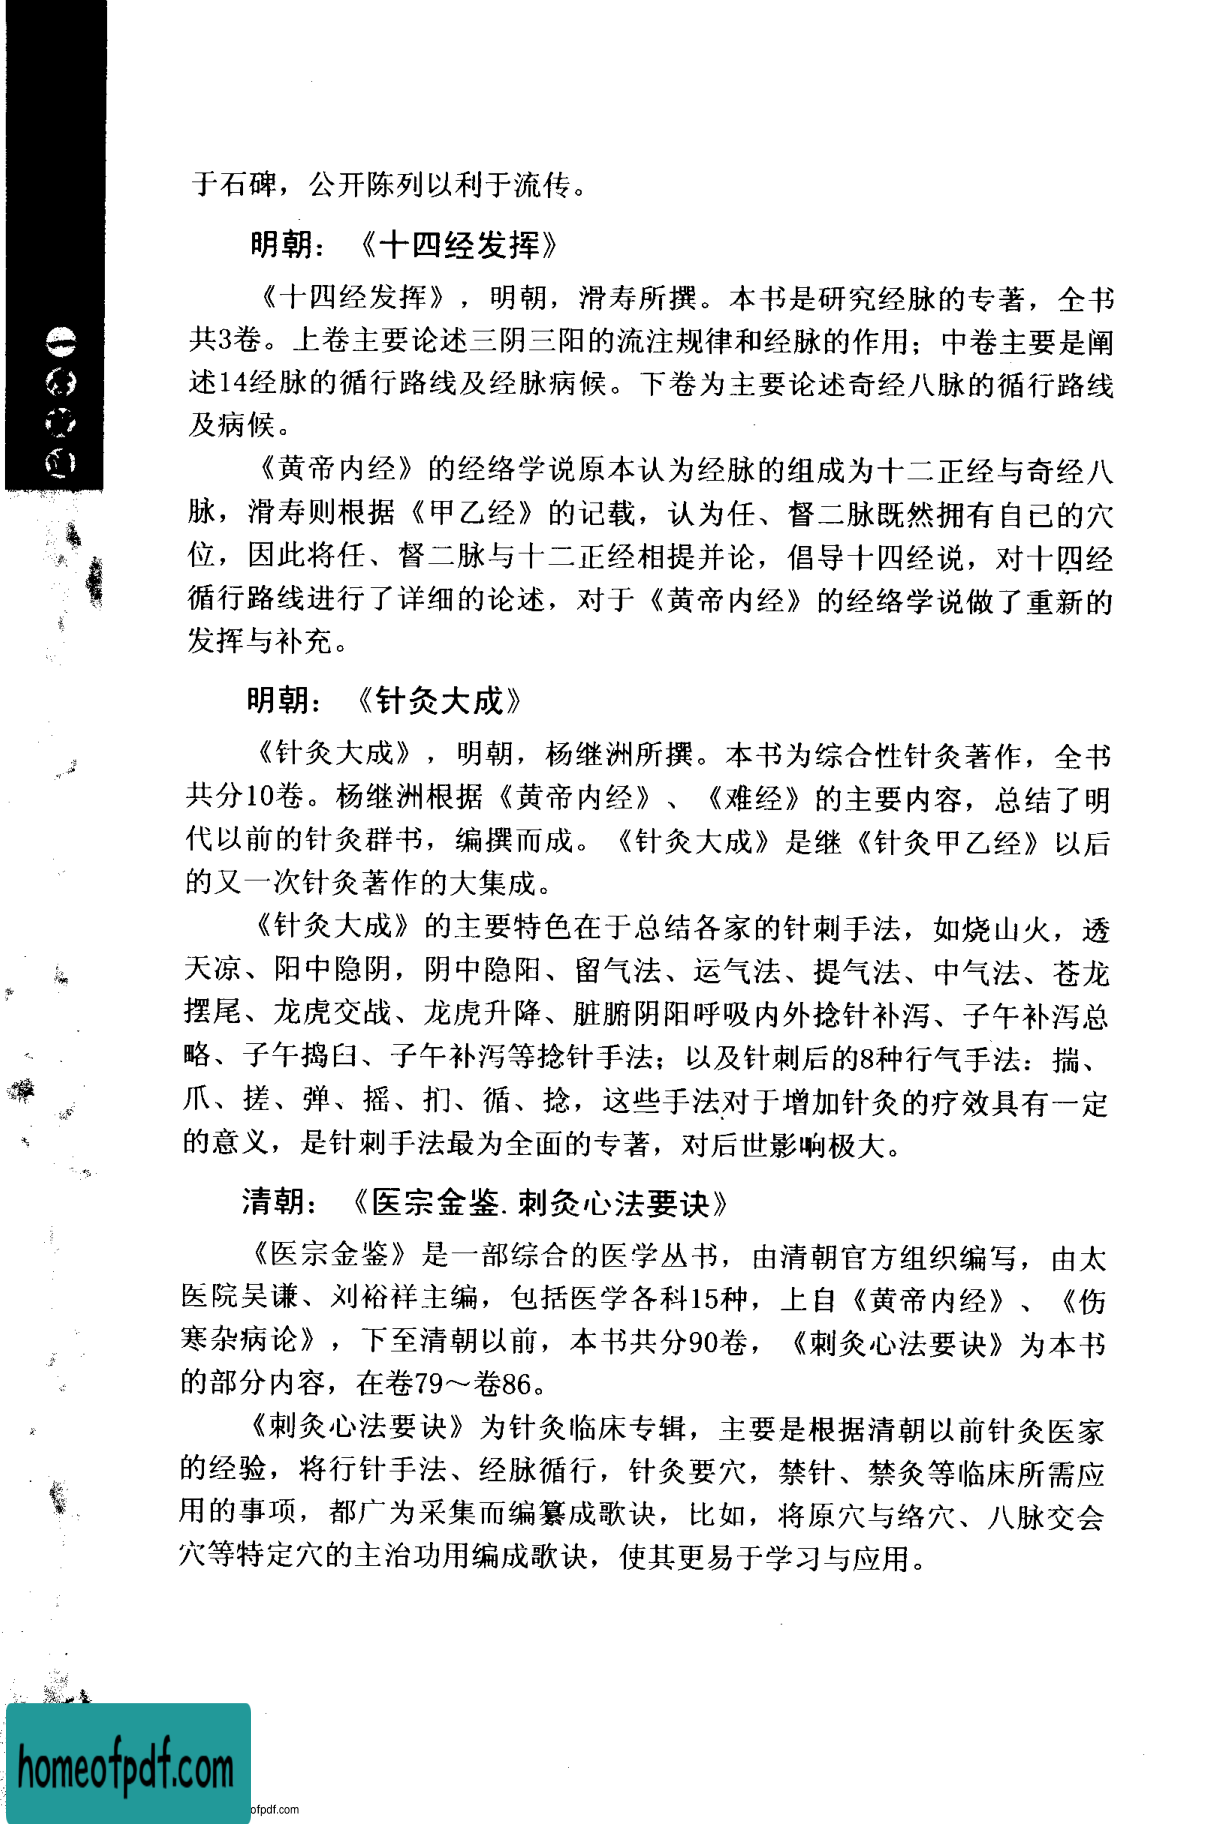 于石碑，公开陈列以利于流传。
明朝：《十四经发挥》
《十四经发挥》，明朝，滑寿所撰。本书是研究经脉的专著，全书
共3卷。上卷主要论述三阴三阳的流注规律和经脉的作用；中卷主要是阐
述14经脉的循行路线及经脉病候。下卷为主要论述奇经八脉的循行路线
及病候。
《黄帝内经》的经络学说原本认为经脉的组成为十二正经与奇经八
脉，滑寿则根据《甲乙经》的记载，认为任、督二脉既然拥有自已的穴
位，因此将任、督二脉与十二正经相提并论，倡导十四经说，对十四经
循行路线进行了详细的论述，对于《黄帝内经》的经络学说做了重新的
发挥与补充。
明朝：《针灸大成》
《针灸大成》，明朝，杨继洲所撰。本书为综合性针灸著作，全书
共分10卷。杨继洲根据《黄帝内经》、《难经》的主要内容，总结了明
代以前的针灸群书，编撰而成。《针灸大成》是继《针灸甲乙经》以后
的又一次针灸著作的大集成。
《针灸大成》的主要特色在于总结各家的针刺手法，如烧山火，透
天凉、阳中隐阴，阴中隐阳、留气法、运气法、提气法、中气法、苍龙
摆尾、龙虎交战、龙虎升降、脏腑阴阳呼吸内外捻针补泻、子午补泻总
略、子午捣臼、子午补泻等捻针手法；以及针刺后的8种行气手法：揣、
爪、搓、弹、摇、扪、循、捻，这些手法对于增加针灸的疗效具有一定
的意义，是针刺手法最为全面的专著，对后世影响极大。
清朝：《医宗金鉴.刺灸心法要诀》
《医宗金鉴》是一部综合的医学丛书，由清朝官方组织编写，由太
医院吴谦、刘裕祥主编，包括医学各科15种，上自《黄帝内经》、《伤
寒杂病论》，下至清朝以前，本书共分90卷，《刺灸心法要诀》为本书
的部分内容，在卷79～卷86。
《刺灸心法要诀》为针灸临床专辑，主要是根据清朝以前针灸医家
的经验，将行针手法、经脉循行，针灸要穴，禁针、禁灸等临床所需应
用的事项，都广为采集而编纂成歌诀，比如，将原穴与络穴、八脉交会
穴等特定穴的主治功用编成歌诀，使其更易于学习与应用。
homeofpdf.com
ofpdf.com